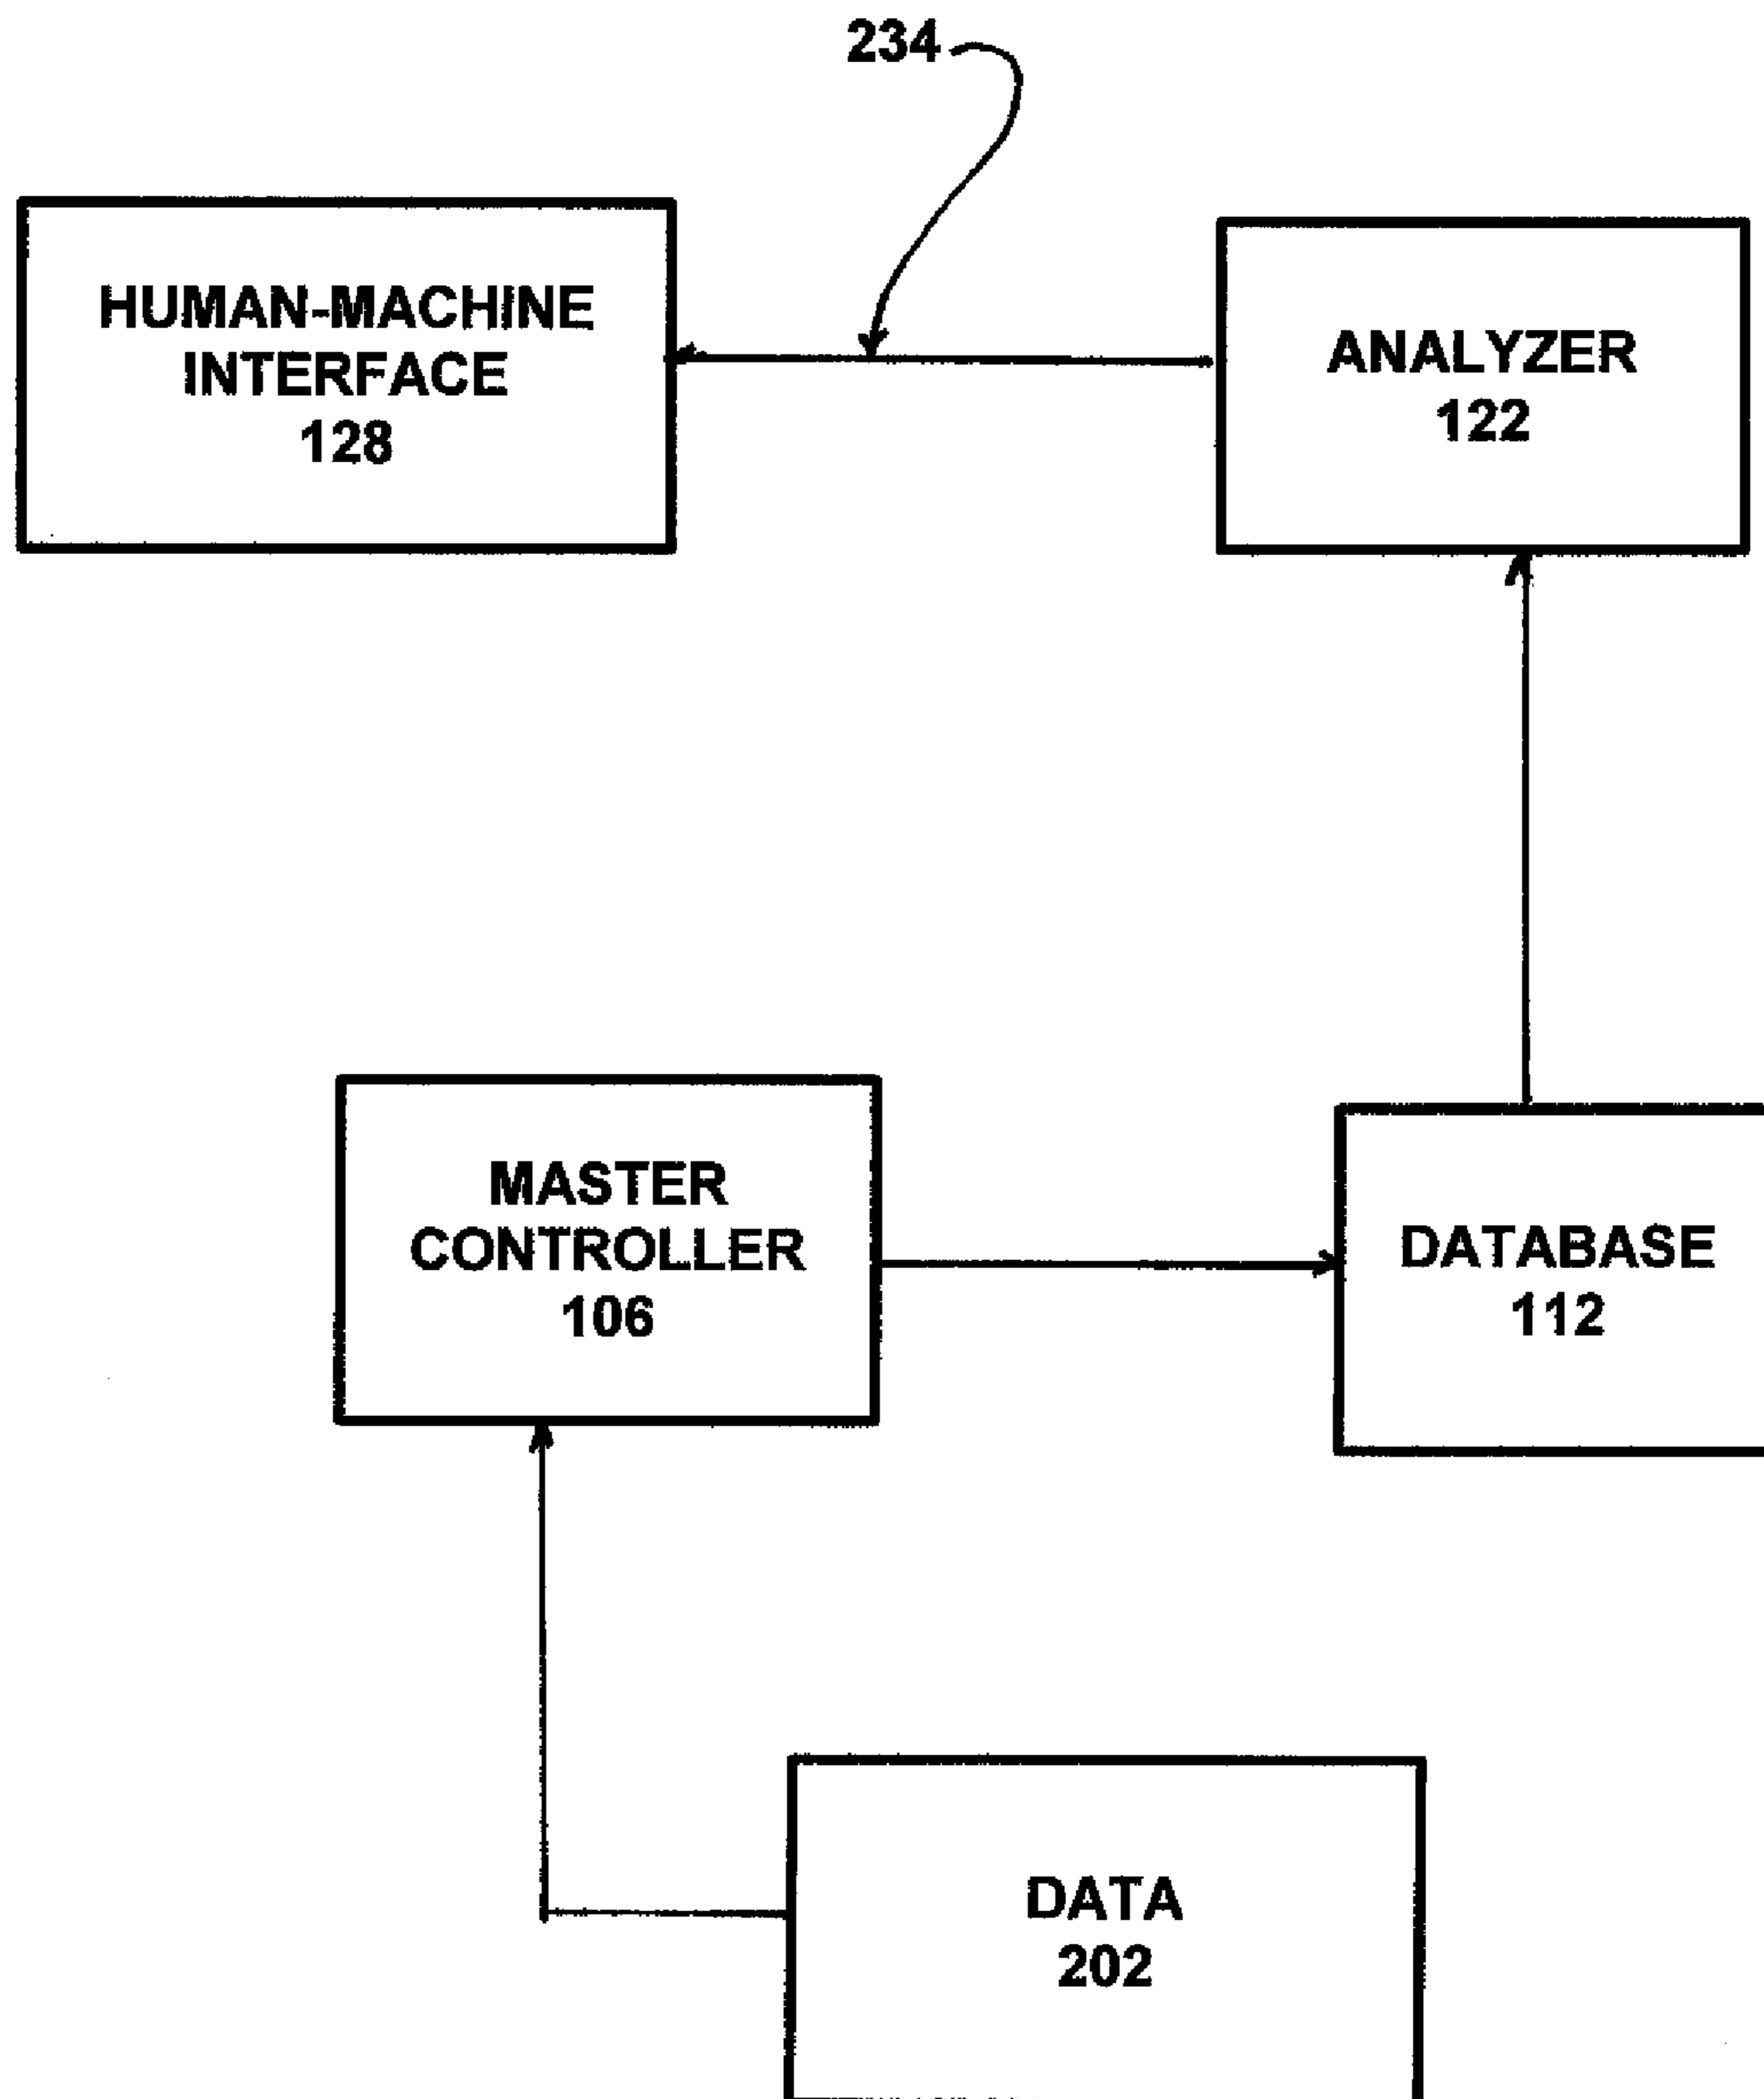 234
HUMAN-MACHINE
INTERFACE
128
ANALYZER
122
MASTER
CONTROLLER
106
DATABASE
112
DATA
202